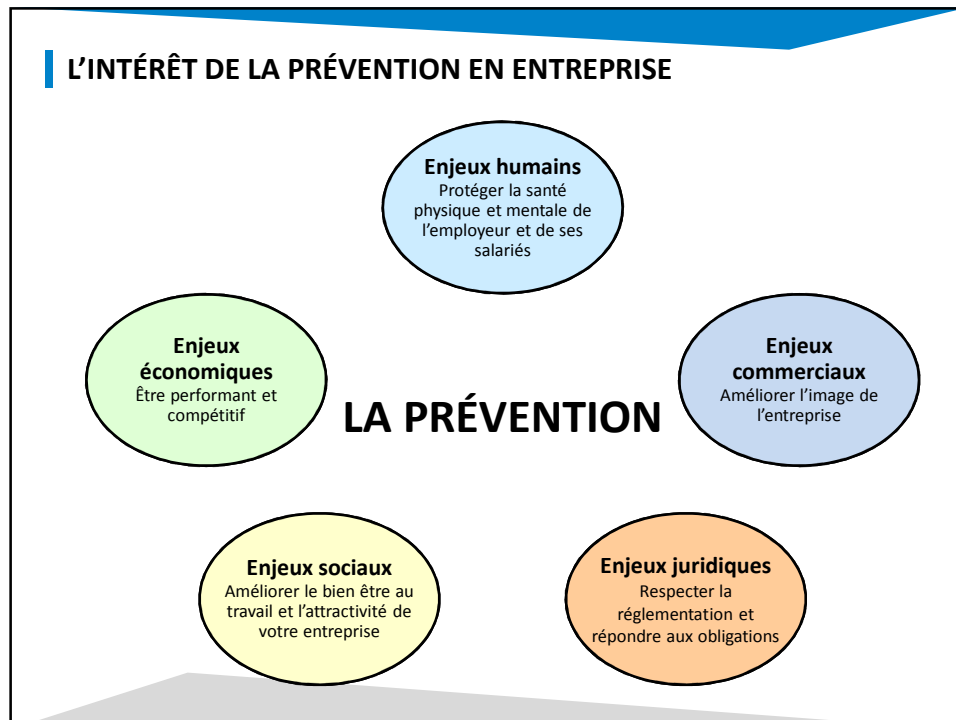 L’INTÉRÊT DE LA PRÉVENTION EN ENTREPRISE
Enjeux humains
Protéger la santé
physique et mentale de
l’employeur et de ses
salariés
Enjeux
économiques
Être performant et
compétitif
LA PRÉVENTION
Enjeux
commerciaux
Améliorer l’image de
l’entreprise
Enjeux sociaux
Améliorer le bien être au
travail et l’attractivité de
votre entreprise
Enjeux juridiques
Respecter la
réglementation et
répondre aux obligations